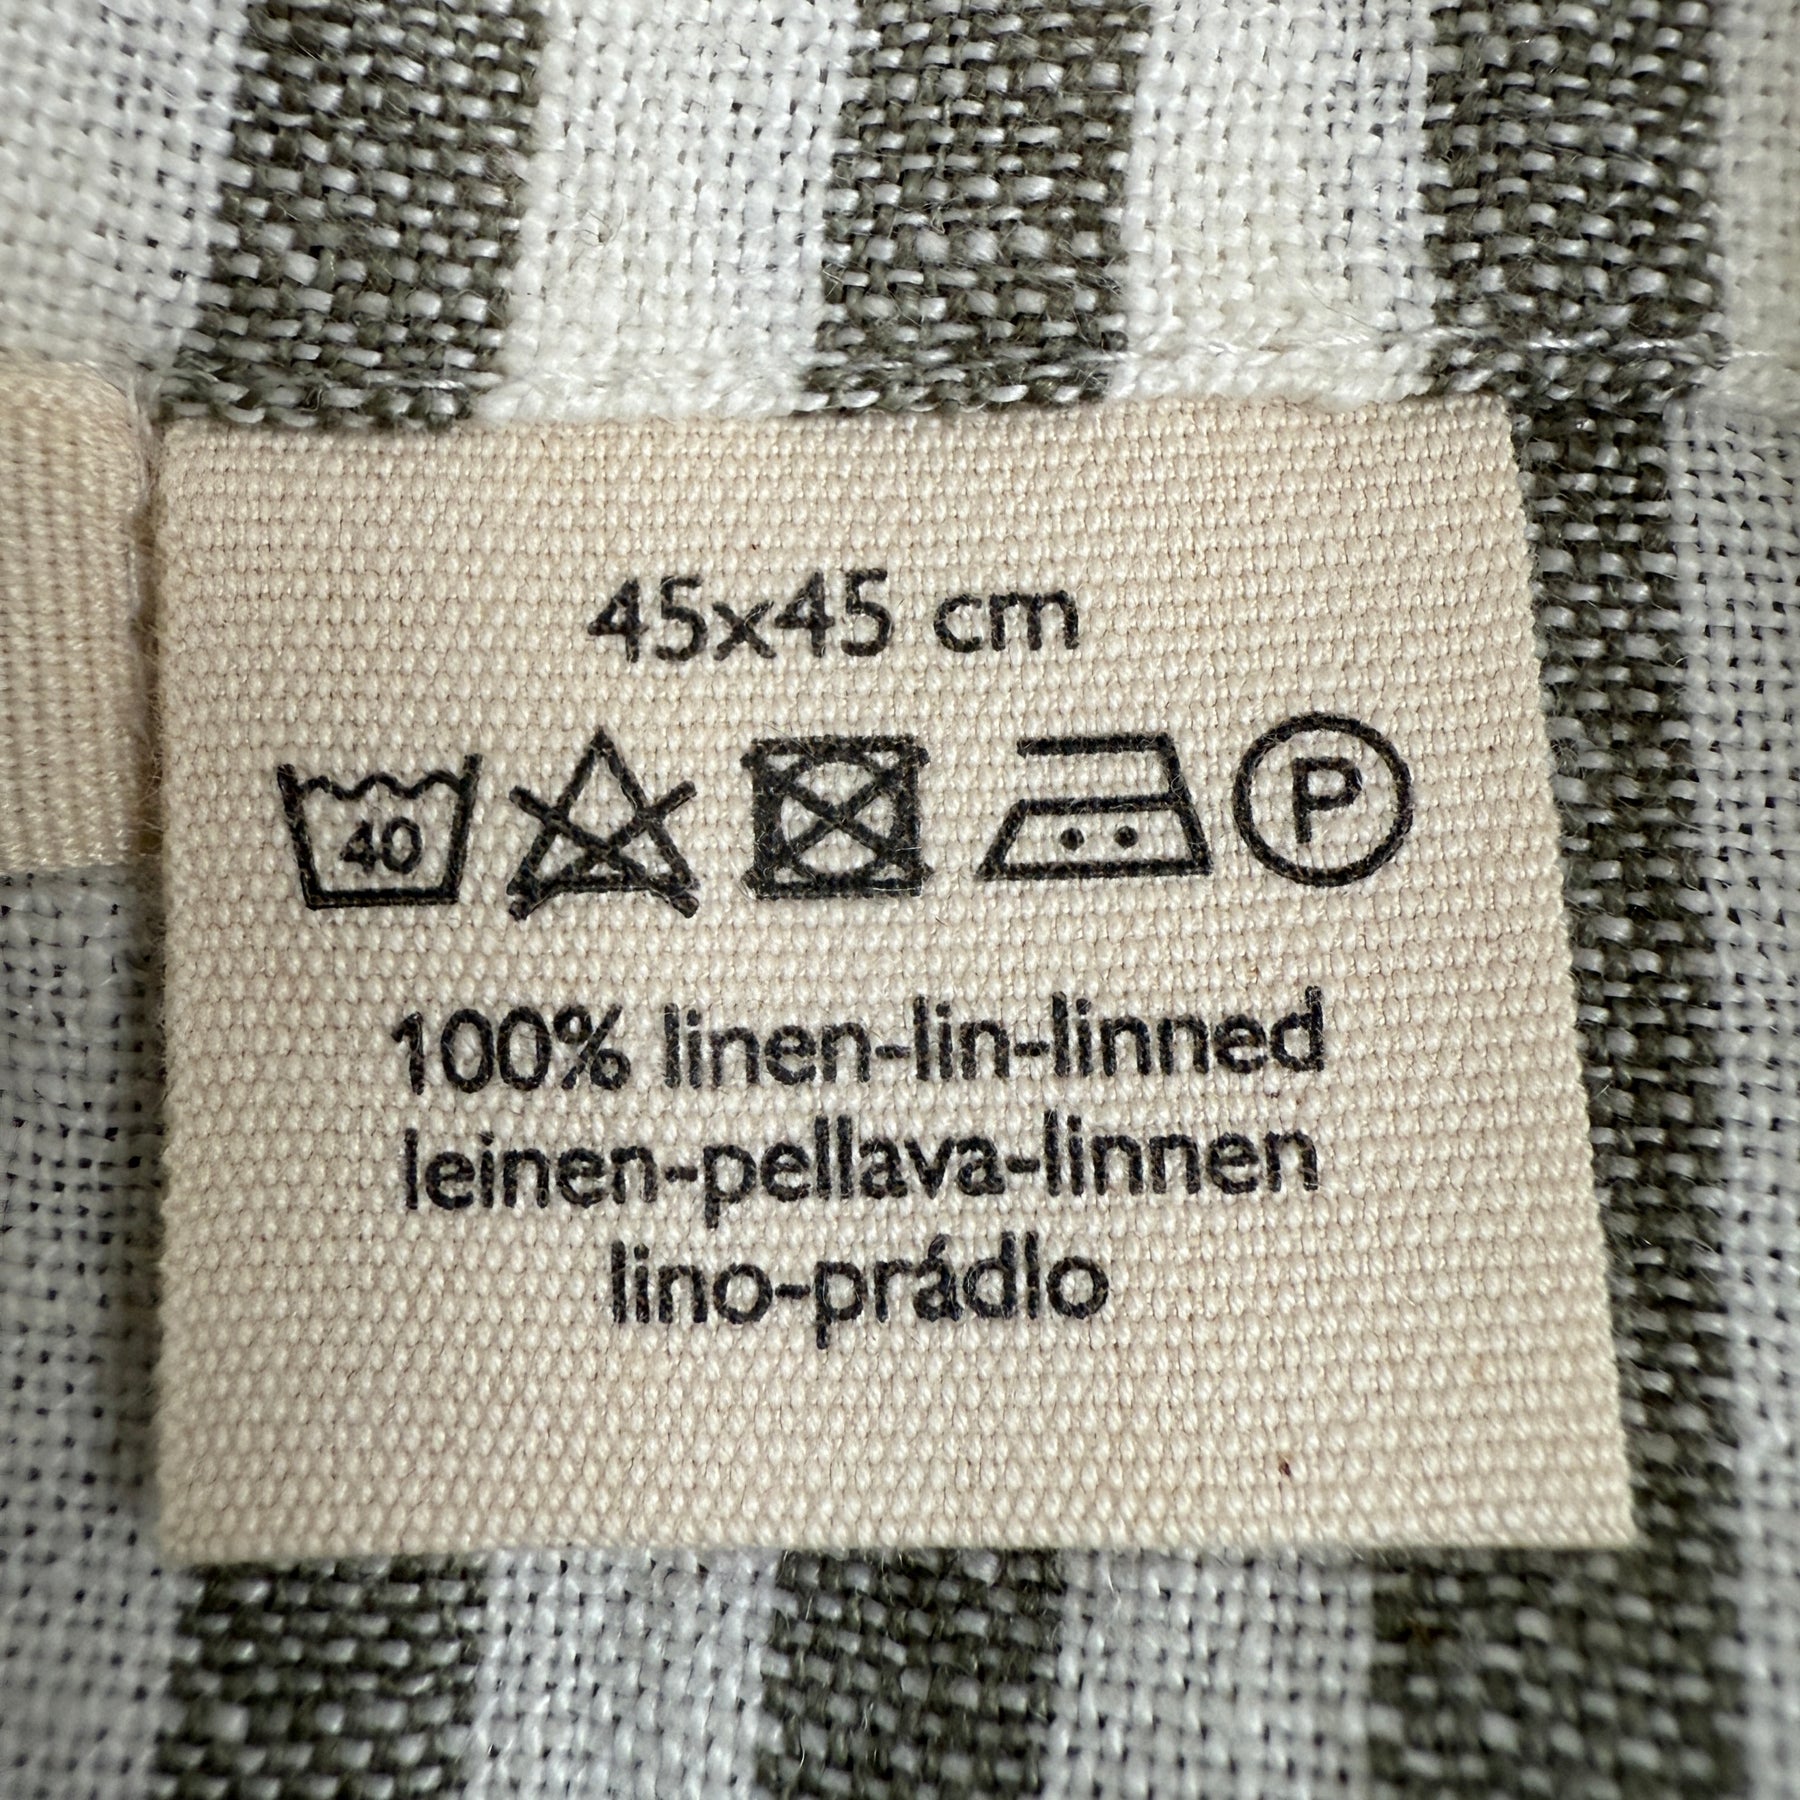 45x45 cm
40 P
100% linen-lin-linned
leinen-pellava-linnen
lino-prádlo